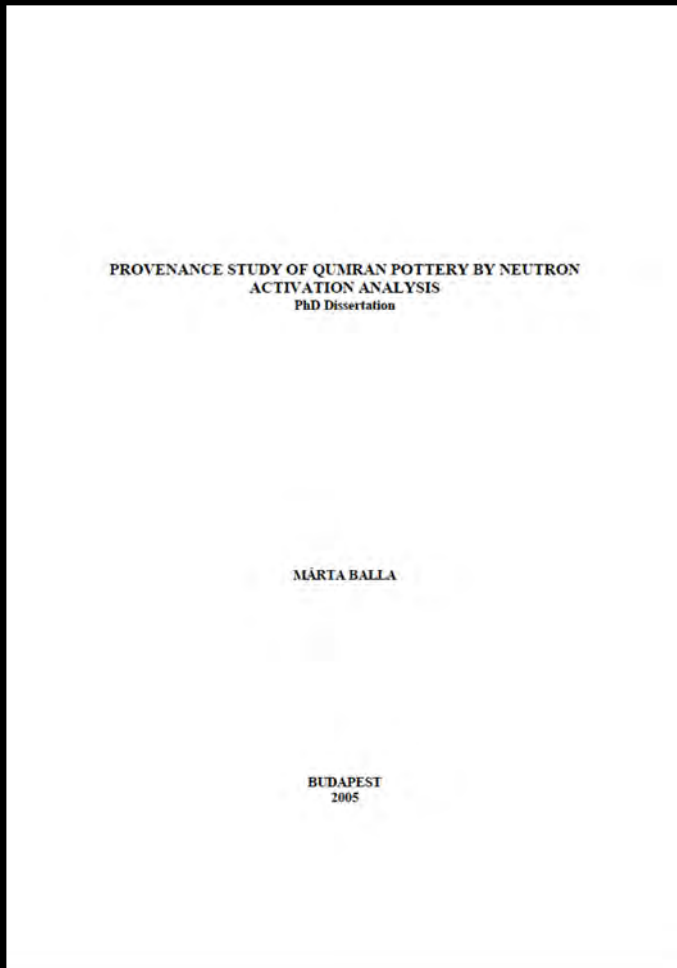 PROVENANCE STUDY OF QUMRAN POTTERY BY NEUTRON
ACTIVATION ANALYSIS
PhD Dissertation
MÁRTA BALLA
BUDAPEST
2005